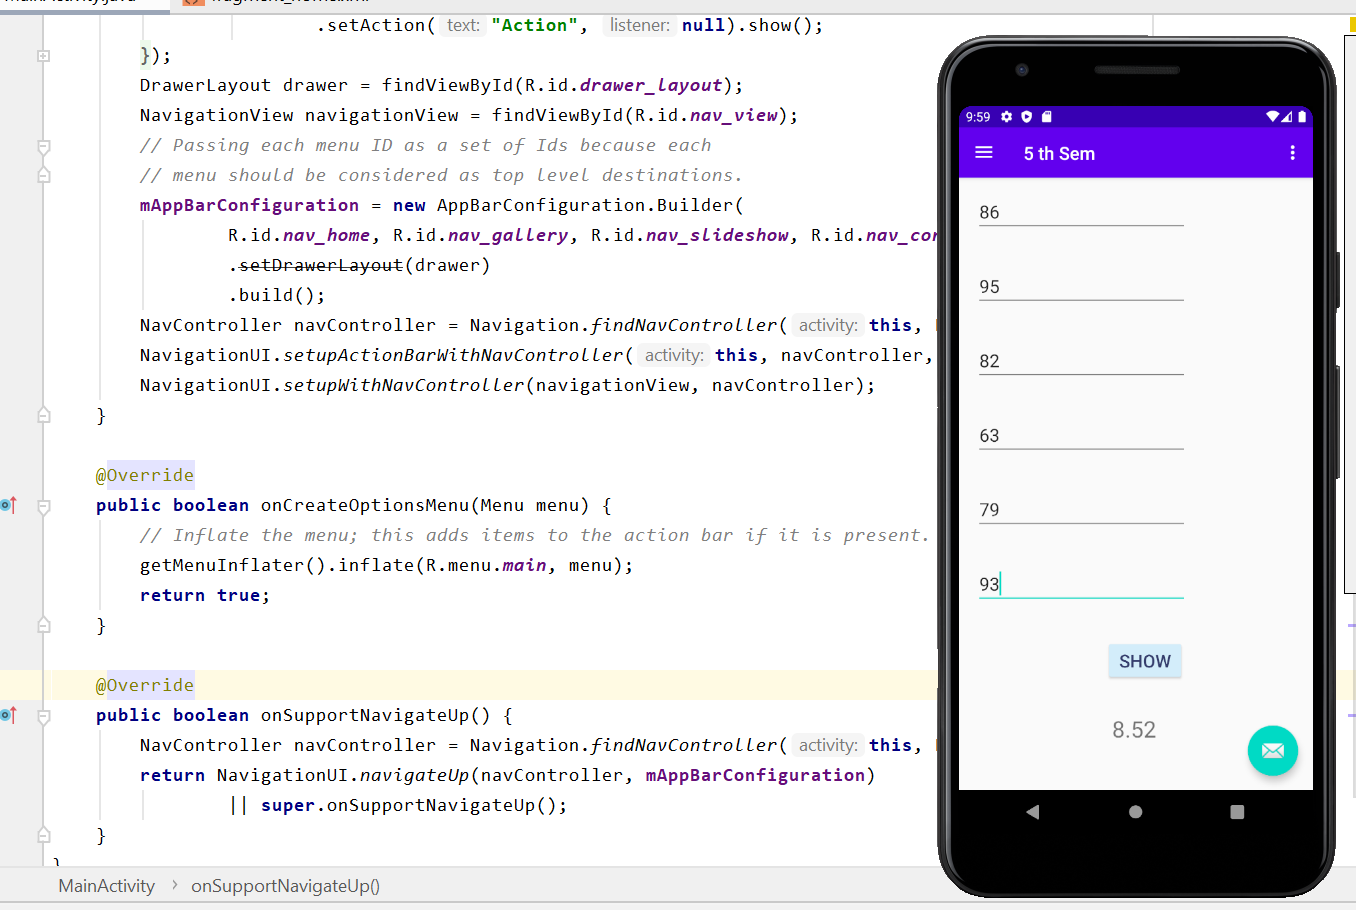 .setAction( text: "Action", listener: null).show();
});
DrawerLayout drawer = findViewById(R.id.drawer_layout);
NavigationView navigationView = findViewById(R.id.nav_view);
// Passing each menu ID as a set of Ids because each
// menu should be considered as top level destinations.
mAppBarConfiguration = new AppBarConfiguration.Builder(
R.id.nav_home, R.id.nav_gallery, R.id.nav_slideshow, R.id.nav_
.setDrawerLayout(drawer)
.build();
NavController navController = Navigation.findNavController( activity: this,
NavigationUI.setupActionBarWithNavController( activity: this, navController,
NavigationUI.setupWithNavController(navigationView, navController);
}
@Override
public boolean onCreateOptionsMenu(Menu menu) {
// Inflate the menu; this adds items to the action bar if it is present.
getMenuInflater().inflate(R.menu.main, menu);
return true;
}
@Override
public boolean onSupportNavigateUp() {
NavController navController = Navigation.findNavController( activity: this,
return NavigationUI.navigateUp(navController, mAppBarConfiguration)
|| super.onSupportNavigateUp();
}
MainActivity > onSupportNavigateUp()
9:59
5 th Sem
86
95
82
63
79
93
SHOW
8.52